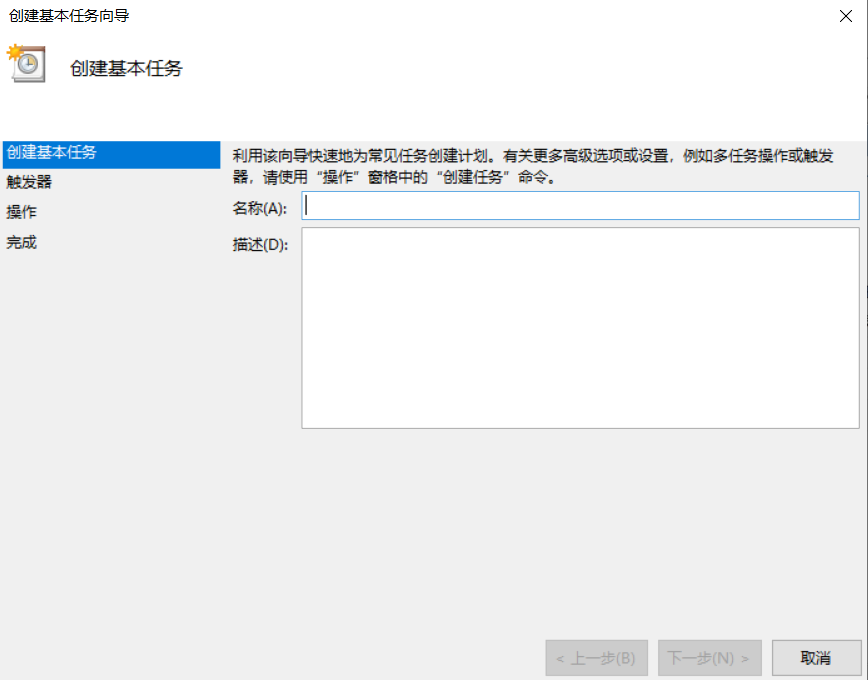 创建基本任务向导
创建基本任务
创建基本任务
触发器
操作
完成
利用该向导快速地为常见任务创建计划。有关更多高级选项或设置，例如多任务操作或触发
器，请使用“操作”窗格中的“创建任务”命令。
名称(A):
描述(D):
< 上一步(B)
下一步(N) >
取消